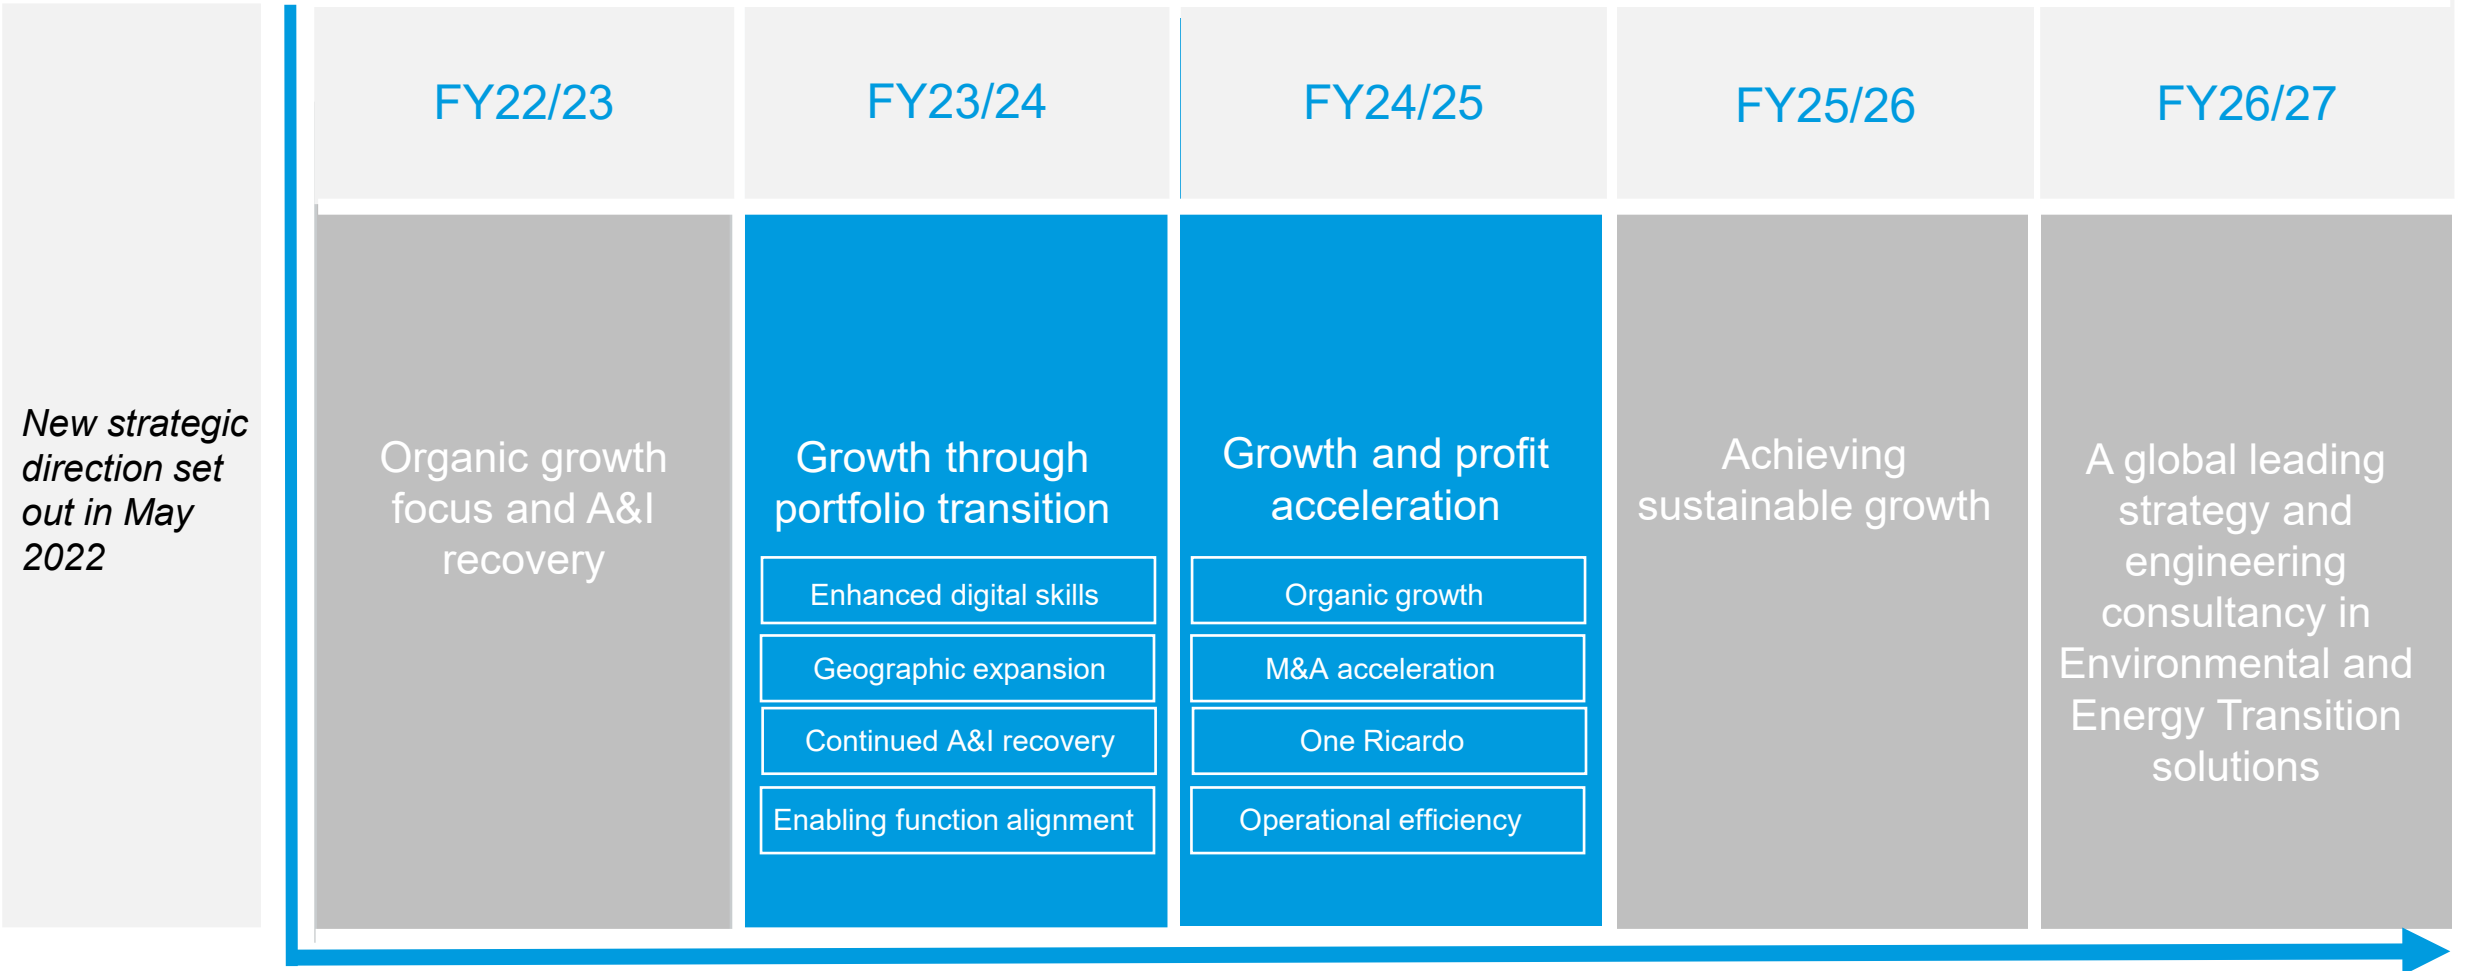 FY22/23
FY23/24
FY24/25
FY25/26
FY26/27
New strategic
direction set
out in May
2022
Organic growth
focus and A&I
recovery
Growth through
portfolio transition
Enhanced digital skills
Geographic expansion
Continued A&I recovery
Enabling function alignment
Growth and profit
acceleration
Organic growth
M&A acceleration
One Ricardo
Operational efficiency
Achieving
sustainable growth
A global leading
strategy and
engineering
consultancy in
Environmental and
Energy Transition
solutions